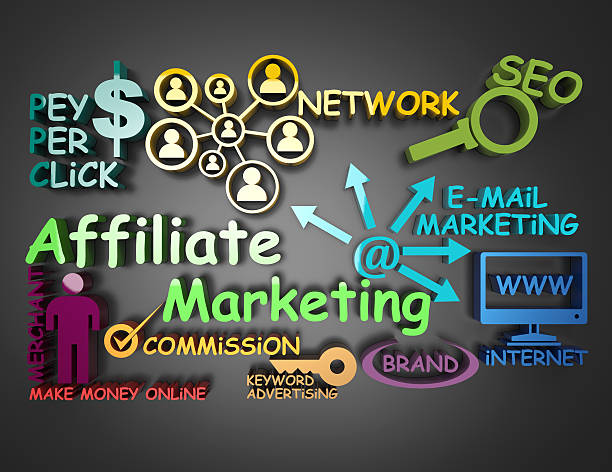 PEY
PER
CLiCK
$
NETWORK
SEO
E-MAiL
MARKETiNG
@
Affiliate
Marketing
WWW
iNTERNET
MERCHANT
COMMiSSiON
KEYWORD
ADVERTiSiNG
BRAND
MAKE MONEY ONLiNE